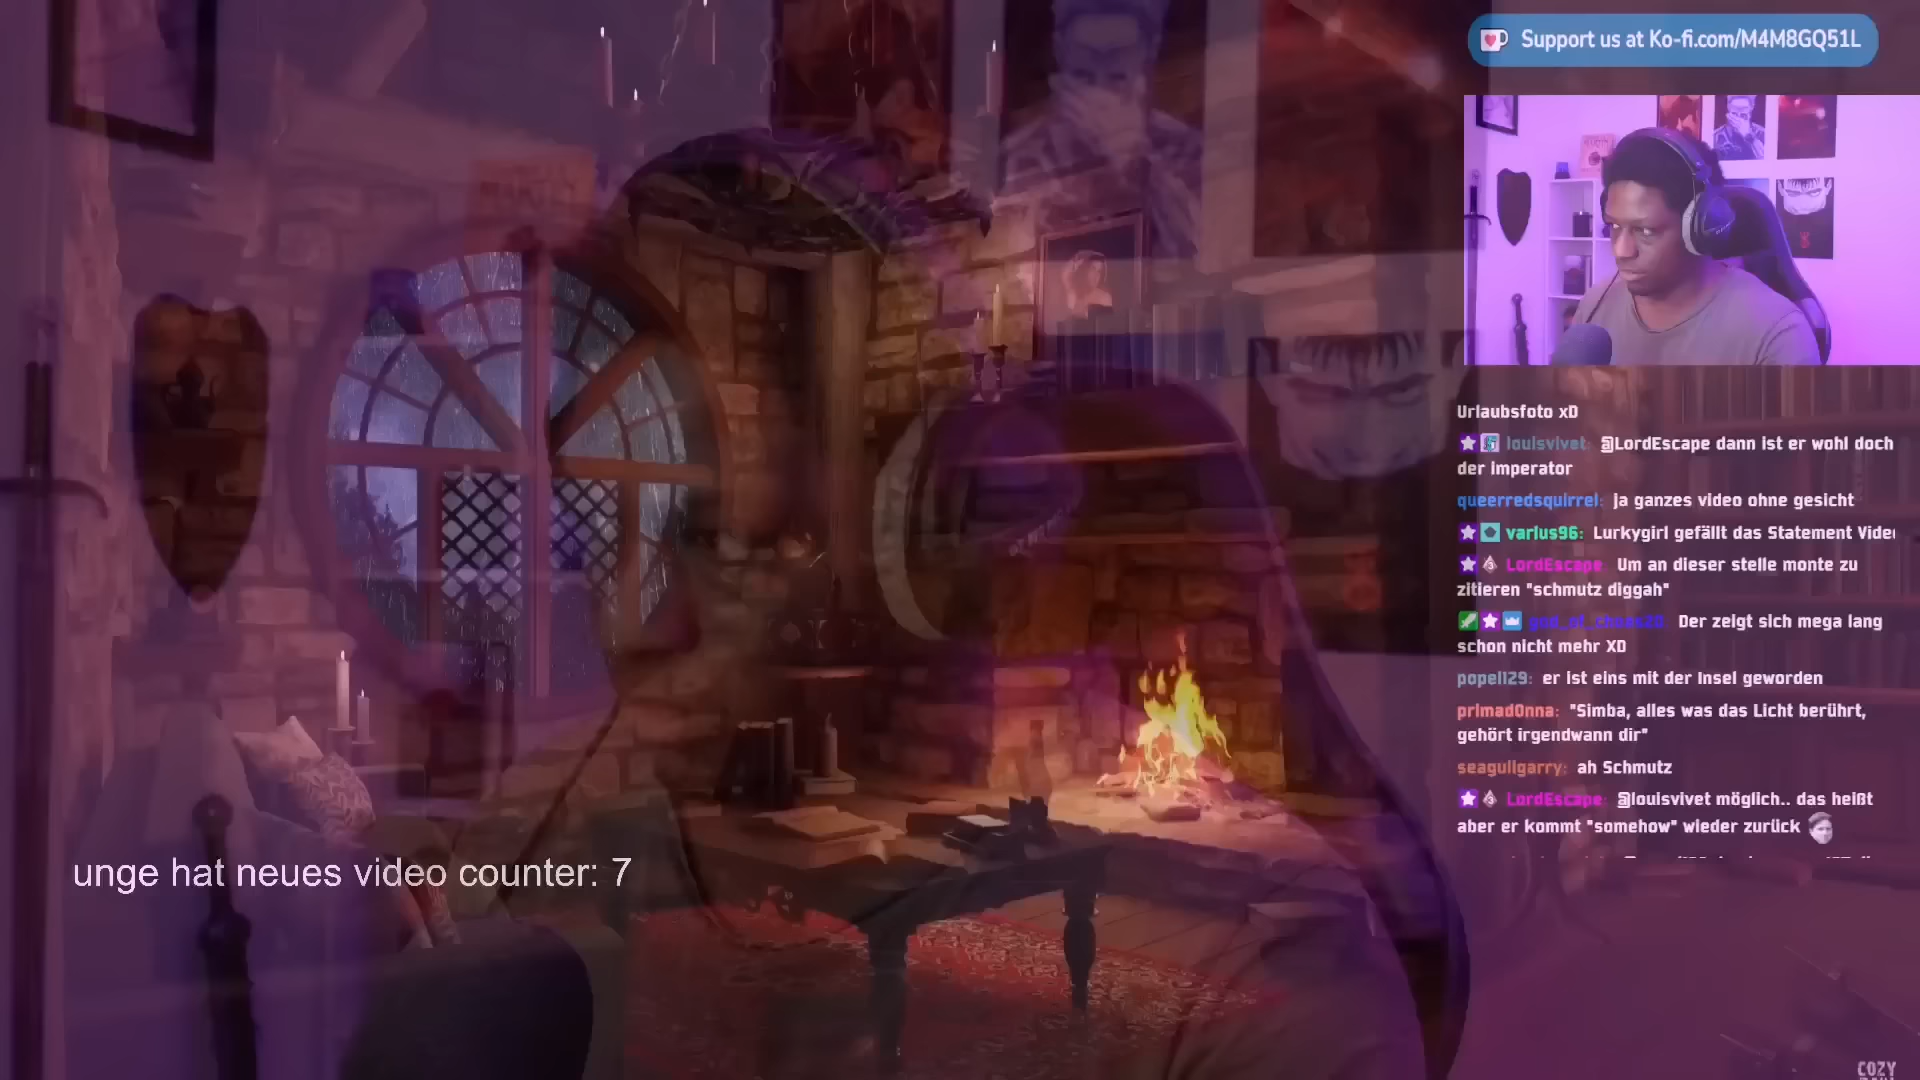 Support us at Ko-fi.com/M4M8GQ51L
Urlaubsfoto xD
louisvivet: @LordEscape dann ist er wohl doch
der imperator
queerredsquirrel: ja ganzes video ohne gesicht
varius96: Lurkygirl gefällt das Statement Video
LordEscape: Um an dieser stelle monte zu
zitieren "schmutz diggah"
Der zeigt sich mega lang
schon nicht mehr XD
popell29: er ist eins mit der Insel geworden
primad0nna: "Simba, alles was das Licht berührt,
gehört irgendwann dir"
seagullgarry: ah Schmutz
LordEscape: @louisvivet möglich.. das heißt
aber er kommt "somehow" wieder zurück
unge hat neues video counter: 7
COZY